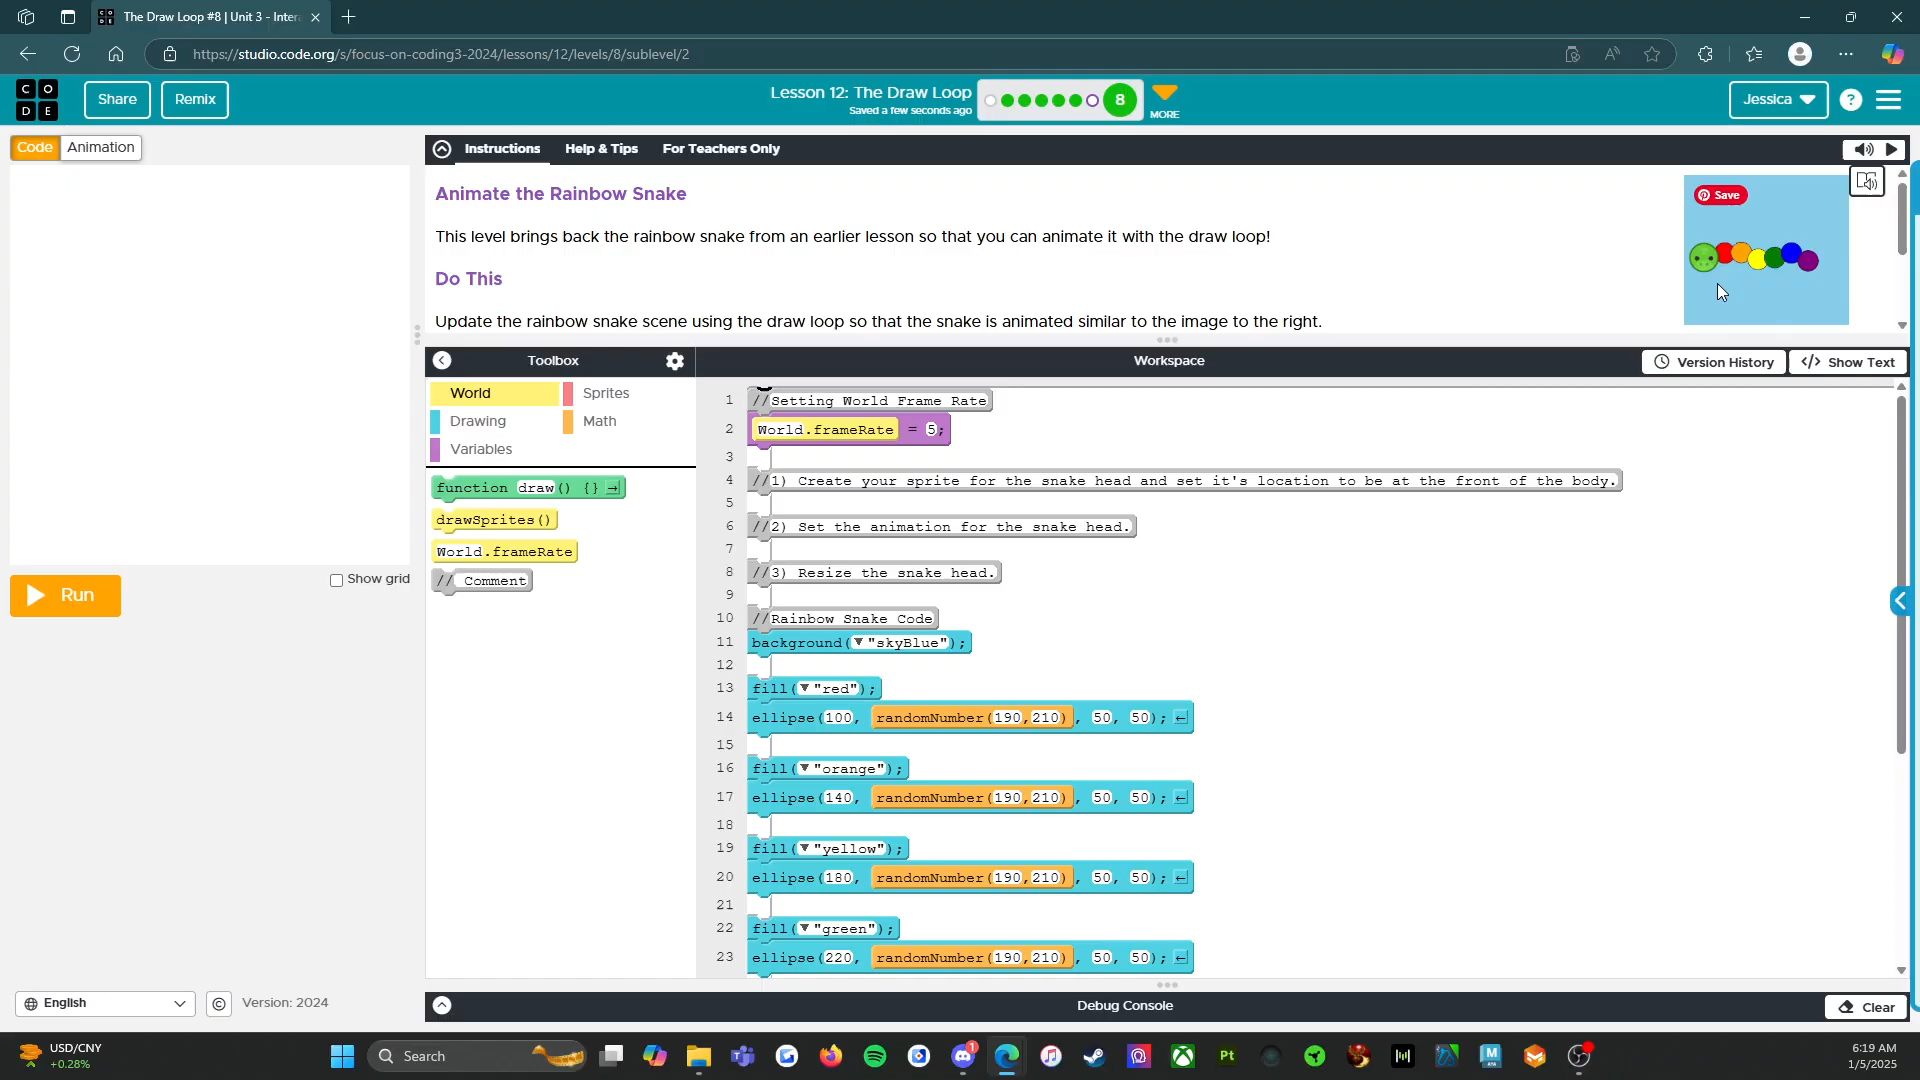 The Draw Loop #8 | Unit 3 - Intera
https://studio.code.org/s/focus-on-coding3-2024/lessons/12/levels/8/sublevel/2
C O
D E
Share
Remix
Lesson 12: The Draw Loop
Saved a few seconds ago
8
MORE
Jessica
?
Code
Animation
Instructions
Help & Tips
For Teachers Only
Animate the Rainbow Snake
Save
This level brings back the rainbow snake from an earlier lesson so that you can animate it with the draw loop!
Do This
Update the rainbow snake scene using the draw loop so that the snake is animated similar to the image to the right.
Toolbox
Workspace
Version History
</> Show Text
World
Sprites
Drawing
Math
Variables
function draw() {}
drawSprites()
World.frameRate
// Comment
1 //Setting World Frame Rate
2 World.frameRate = 5;
3
4 //1) Create your sprite for the snake head and set it's location to be at the front of the body.
5
6 //2) Set the animation for the snake head.
7
8 //3) Resize the snake head.
9
10 //Rainbow Snake Code
11 background("skyBlue");
12
13 fill("red");
14 ellipse(100, randomNumber(190,210), 50, 50);
15
16 fill("orange");
17 ellipse(140, randomNumber(190,210), 50, 50);
18
19 fill("yellow");
20 ellipse(180, randomNumber(190,210), 50, 50);
21
22 fill("green");
23 ellipse(220, randomNumber(190,210), 50, 50);
Show grid
Run
English
©
Version: 2024
Debug Console
Clear
USD/CNY
+0.28%
Search
1
Pt
M
6:19 AM
1/5/2025